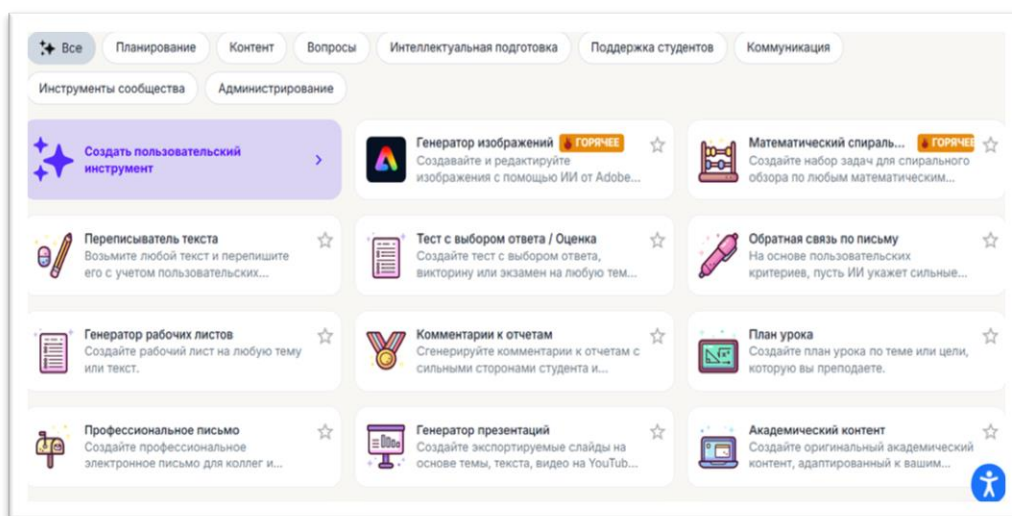 Все Планирование Контент Вопросы Интеллектуальная подготовка Поддержка студентов Коммуникация
Инструменты сообщества Администрирование
Создать пользовательский
инструмент
Генератор изображений ГОРЯЧЕЕ
Создавайте и редактируйте
изображения с помощью ИИ от Adobe...
Математический спираль... ГОРЯЧЕЕ
Создайте набор задач для спирального
обзора по любым математическим...
Переписыватель текста
Возьмите любой текст и перепишите
его с учетом пользовательских...
Тест с выбором ответа / Оценка
Создайте тест с выбором ответа,
викторину или экзамен на любую тем...
Обратная связь по письму
На основе пользовательских
критериев, пусть ИИ укажет сильные...
Генератор рабочих листов
Создайте рабочий лист на любую тему
или текст.
Комментарии к отчетам
Сгенерируйте комментарии к отчетам с
сильными сторонами студента и...
План урока
Создайте план урока по теме или цели,
которую вы преподаете.
Профессиональное письмо
Создайте профессиональное
электронное письмо для коллег и...
Генератор презентаций
Создайте экспортируемые слайды на
основе темы, текста, видео на YouTub...
Академический контент
Создайте оригинальный академический
контент, адаптированный к вашим...